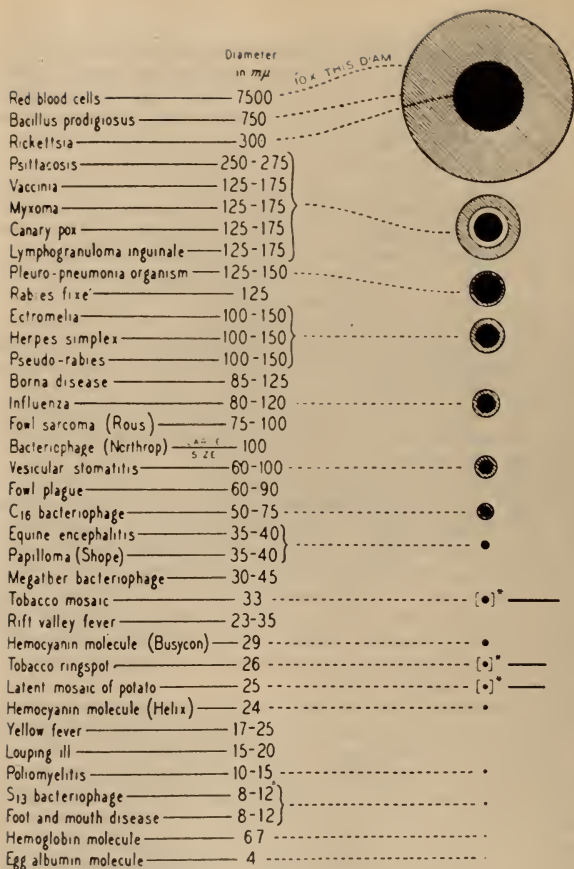 Diameter
in mμ
10X THIS DIAM
Red blood cells 7500
Bacillus prodigiosus 750
Rickettsia 300
Psittacosis 250-275
Vaccinia 125-175
Myxoma 125-175
Canary pox 125-175
Lymphogranuloma inguinale 125-175
Pleuro-pneumonia organism 125-150
Rabies fixé 125
Ectromelia 100-150
Herpes simplex 100-150
Pseudo-rabies 100-150
Borna disease 85-125
Influenza 80-120
Fowl sarcoma (Rous) 75-100
Bacteriophage (Northrop) SIZE 100
Vesicular stomatitis 60-100
Fowl plague 60-90
C16 bacteriophage 50-75
Equine encephalitis 35-40
Papilloma (Shope) 35-40
Megather bacteriophage 30-45
Tobacco mosaic 33 [•]*
Rift valley fever 23-35
Hemocyanin molecule (Busycon) 29
Tobacco ringspot 26 [•]*
Latent mosaic of potato 25 [•]*
Hemocyanin molecule (Helix) 24
Yellow fever 17-25
Louping ill 15-20
Poliomyelitis 10-15
S13 bacteriophage 8-12
Foot and mouth disease 8-12
Hemoglobin molecule 6.7
Egg albumin molecule 4